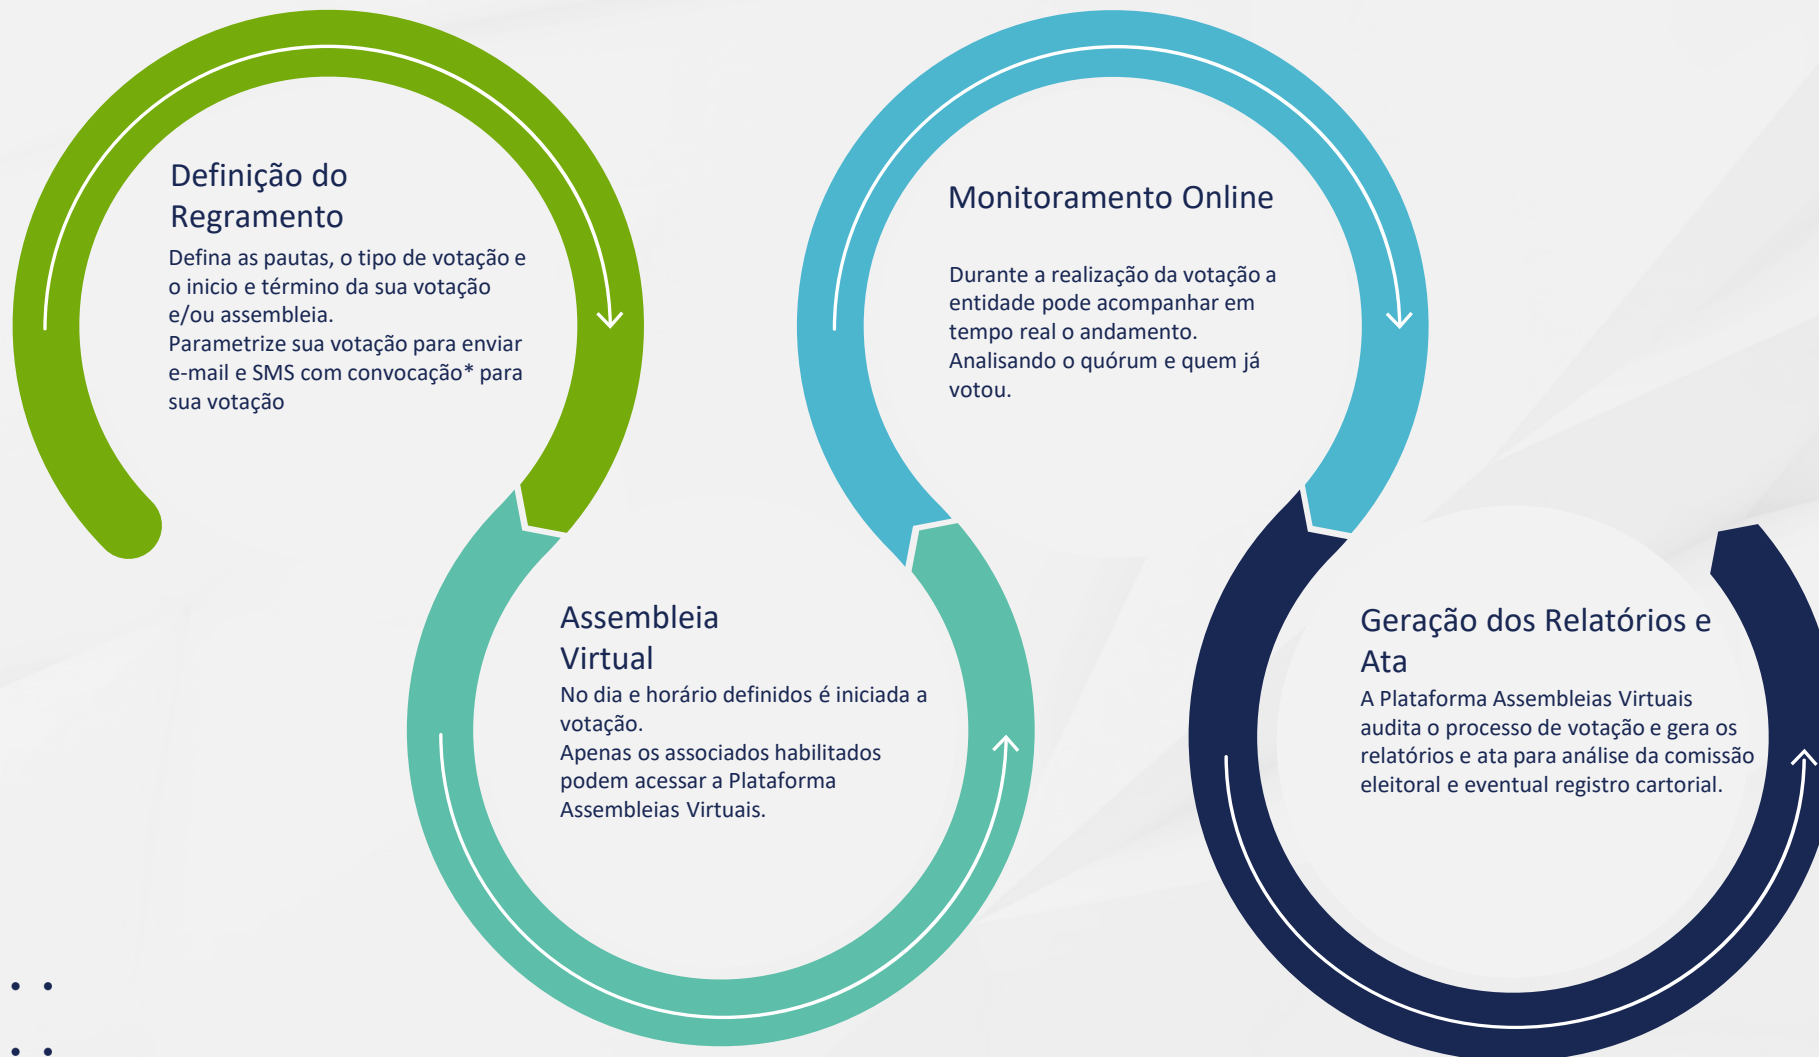 Definição do
Regramento
Defina as pautas, o tipo de votação e
o inicio e término da sua votação
e/ou assembleia.
Parametrize sua votação para enviar
e-mail e SMS com convocação* para
sua votação
Assembleia
Virtual
No dia e horário definidos é iniciada a
votação.
Apenas os associados habilitados
podem acessar a Plataforma
Assembleias Virtuais.
Monitoramento Online
Durante a realização da votação a
entidade pode acompanhar em
tempo real o andamento.
Analisando o quórum e quem já
votou.
Geração dos Relatórios e
Ata
A Plataforma Assembleias Virtuais
audita o processo de votação e gera os
relatórios e ata para análise da comissão
eleitoral e eventual registro cartorial.